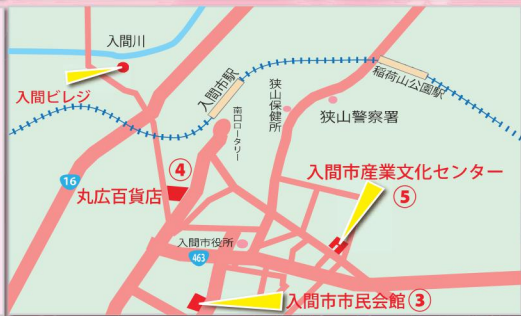 入間川
入間ビレジ
入間市駅
南口ロータリー
狭山保健所
稲荷山公園駅
狭山警察署
16
④
丸広百貨店
入間市産業文化センター
⑤
入間市役所
463
入間市市民会館③